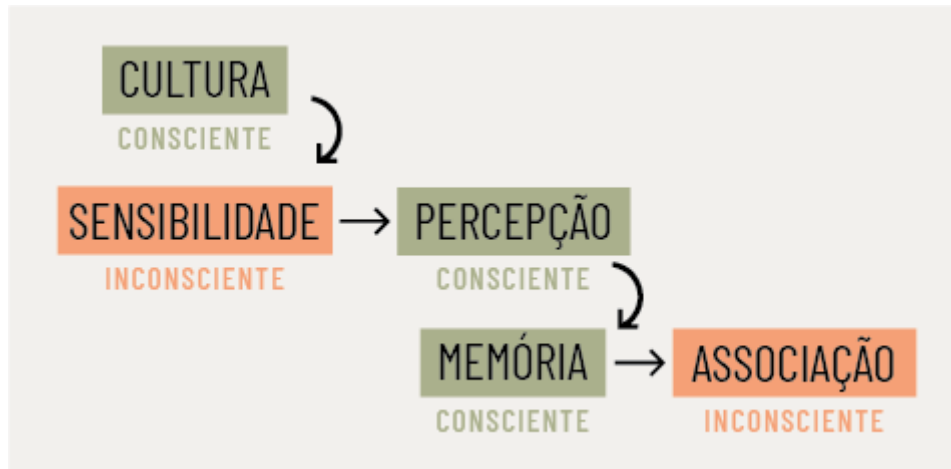 CULTURA
CONSCIENTE
SENSIBILIDADE
INCONSCIENTE
PERCEPÇÃO
CONSCIENTE
MEMÓRIA
CONSCIENTE
ASSOCIAÇÃO
INCONSCIENTE